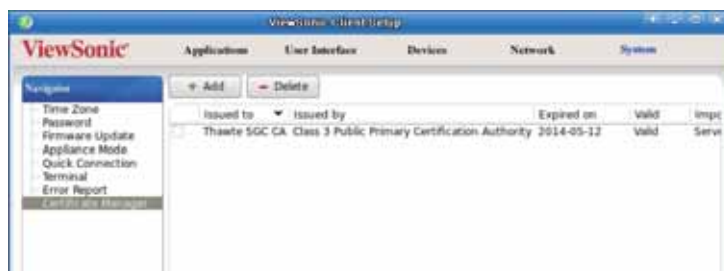 ViewSonic Client Setup
ViewSonic
Applications User Interface Devices Network System
Navigator
+ Add - Delete
Time Zone
Password
Firmware Update
Appliance Mode
Quick Connection
Terminal
Error Report
Certificate Manager
Issued to Issued by Expired on Valid Impo
Thawte SGC CA Class 3 Public Primary Certification Authority 2014-05-12 Valid Serve